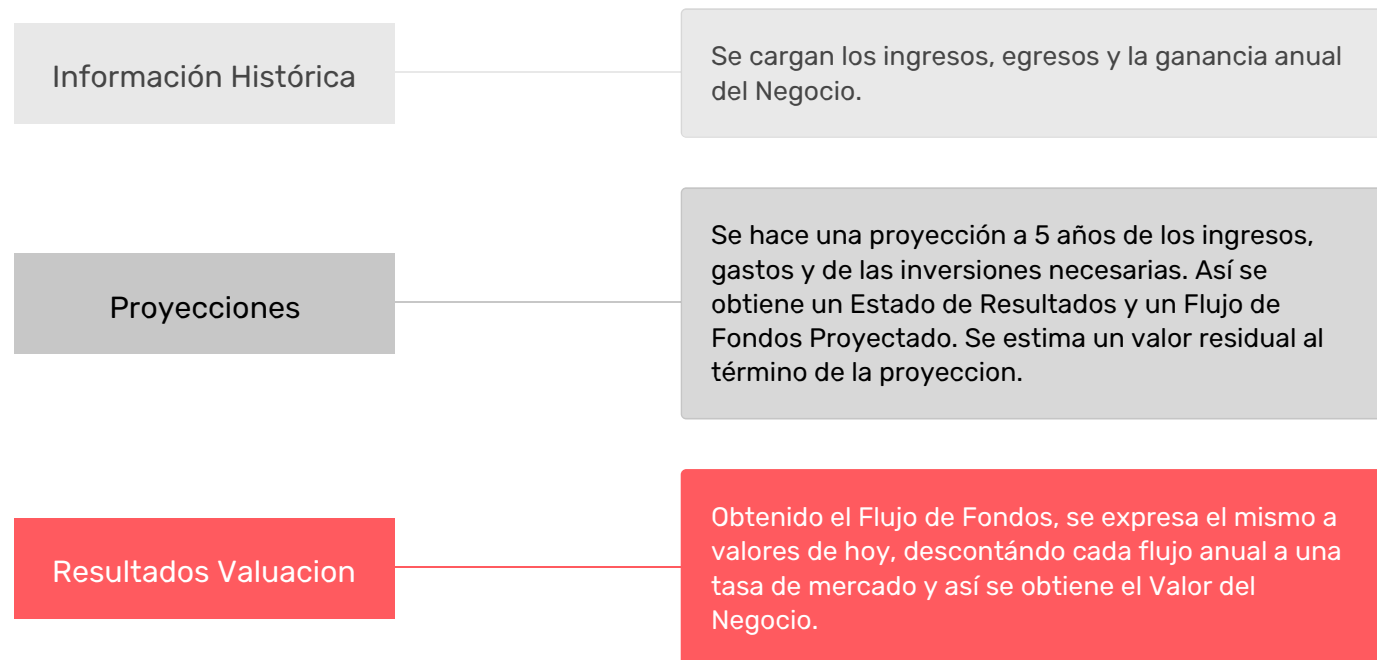 Información Histórica
Se cargan los ingresos, egresos y la ganancia anual
del Negocio.
Proyecciones
Se hace una proyección a 5 años de los ingresos,
gastos y de las inversiones necesarias. Así se
obtiene un Estado de Resultados y un Flujo de
Fondos Proyectado. Se estima un valor residual al
término de la proyeccion.
Resultados Valuacion
Obtenido el Flujo de Fondos, se expresa el mismo a
valores de hoy, descontándo cada flujo anual a una
tasa de mercado y así se obtiene el Valor del
Negocio.